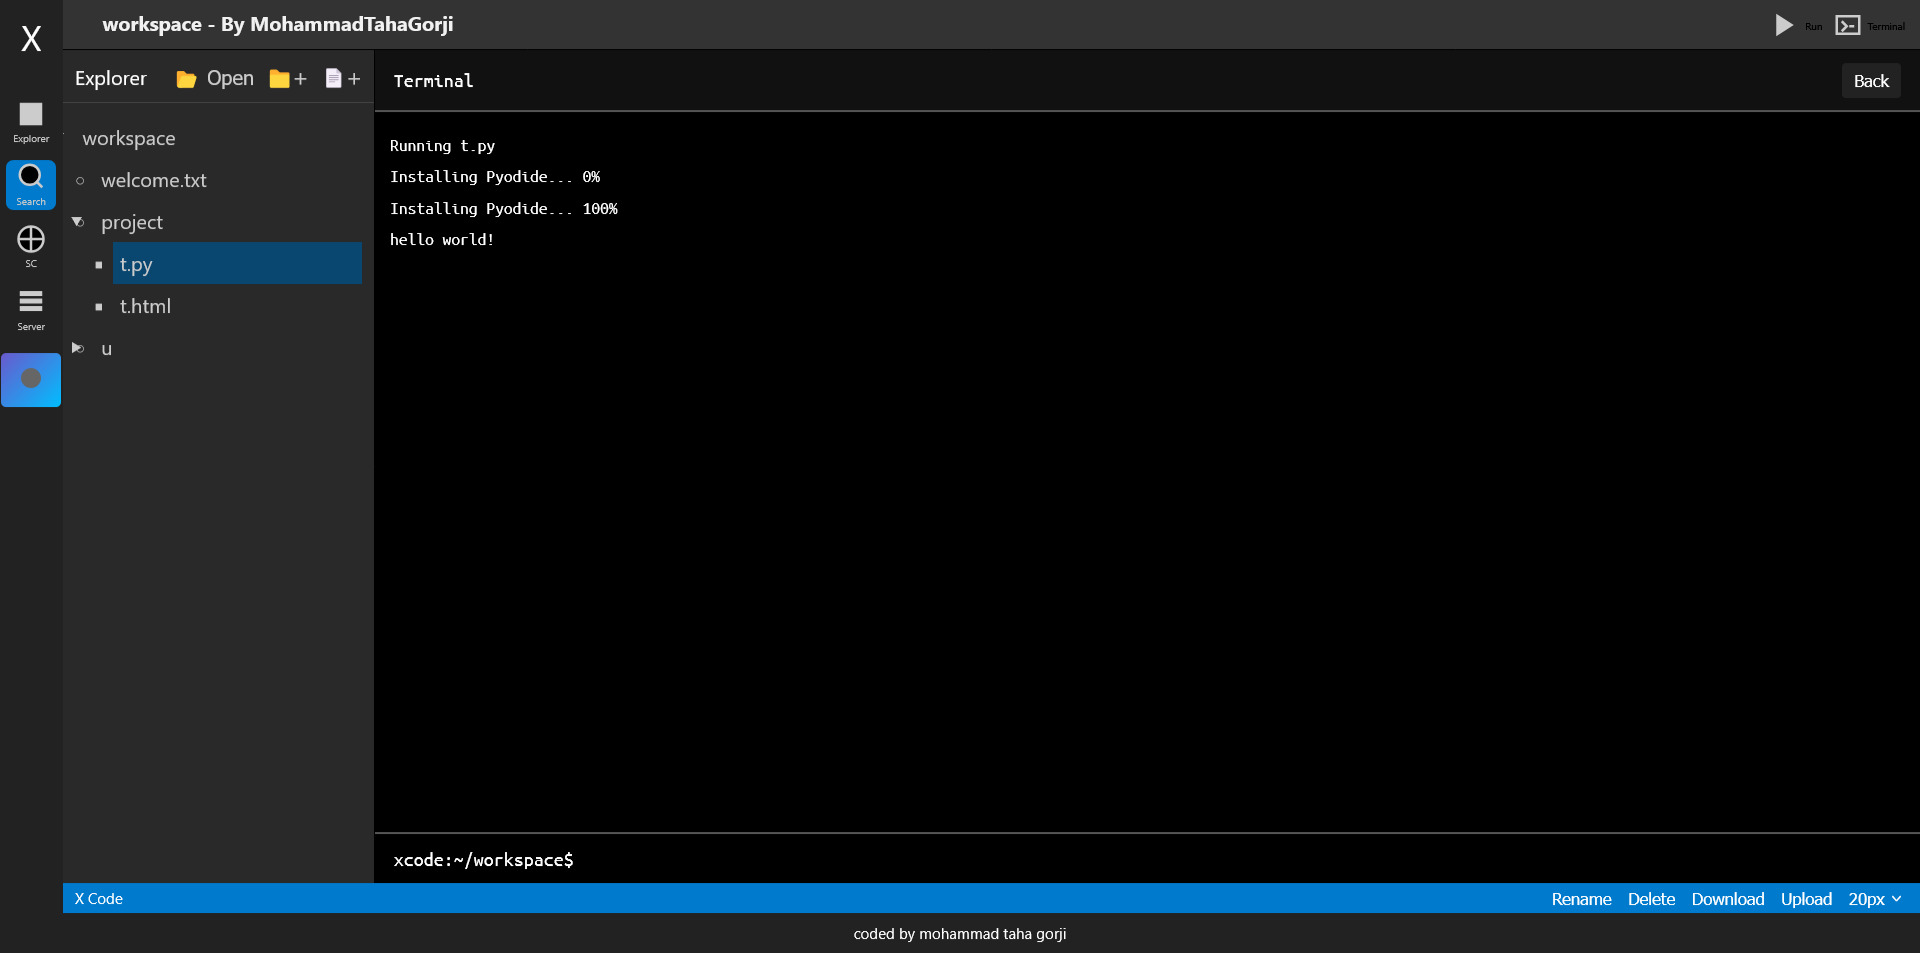 X
workspace - By MohammadTahaGorji
Run
Terminal
Explorer
Search
SC
Server
Explorer
Open
+
+
workspace
welcome.txt
project
t.py
t.html
u
Terminal
Back
Running t.py
Installing Pyodide... 0%
Installing Pyodide... 100%
hello world!
xcode:~/workspace$
X Code
Rename Delete Download Upload 20px
coded by mohammad taha gorji